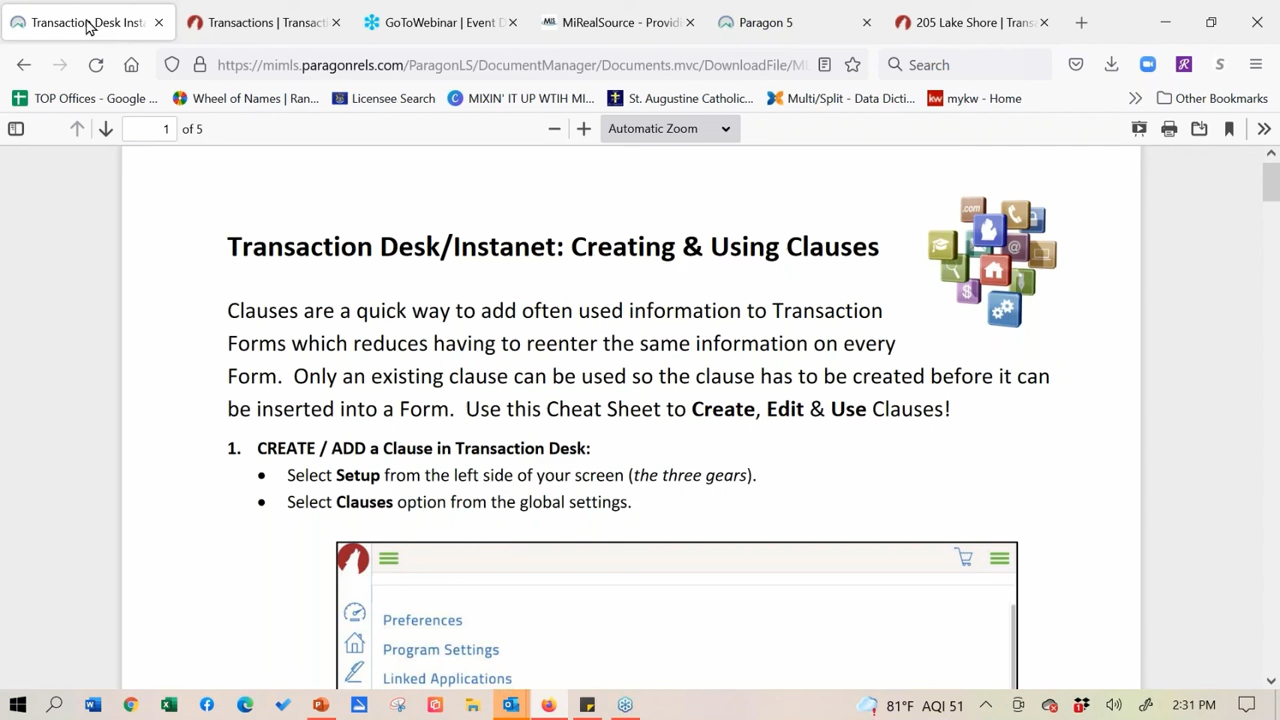 Transaction Desk Inst
Transactions | Transact
GoToWebinar | Event D
MiRealSource - Providi
Paragon 5
205 Lake Shore | Transa
https://mimls.paragonrels.com/ParagonLS/DocumentManager/Documents.mvc/DownloadFile/M
Search
TOP Offices - Google ...
Wheel of Names | Ran...
Licensee Search
MIXIN' IT UP WTIH MI...
St. Augustine Catholic...
Multi/Split - Data Dicti...
mykw - Home
Other Bookmarks
1 of 5
Automatic Zoom
.com
Transaction Desk/Instanet: Creating & Using Clauses
Clauses are a quick way to add often used information to Transaction
Forms which reduces having to reenter the same information on every
Form. Only an existing clause can be used so the clause has to be created before it can
be inserted into a Form. Use this Cheat Sheet to Create, Edit & Use Clauses!
1. CREATE / ADD a Clause in Transaction Desk:
• Select Setup from the left side of your screen (the three gears).
• Select Clauses option from the global settings.
Preferences
Program Settings
Linked Applications
81°F AQI 51
2:31 PM